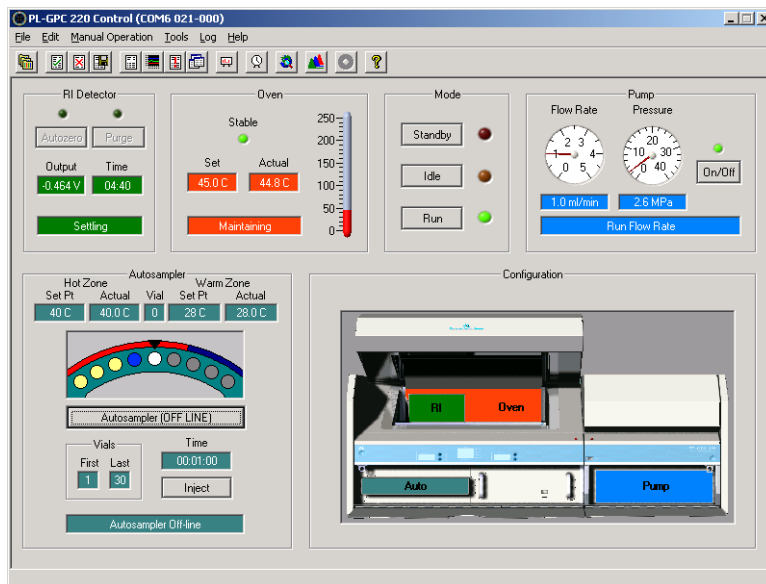 PL-GPC 220 Control (COM6 021-000)
File Edit Manual Operation Tools Log Help
RI Detector
Autozero Purge
Output Time
-0.464 V 04:40
Settling
Oven
Stable
Set Actual
45.0 C 44.8 C
Maintaining
250
200
150
100
50
0
Mode
Standby
Idle
Run
Pump
Flow Rate Pressure
0 1 2 3 4 5
0 10 20 30 40
On/Off
1.0 ml/min 2.6 MPa
Run Flow Rate
Autosampler
Hot Zone Warm Zone
Set Pt Actual Vial Set Pt Actual
40 C 40.0 C 0 28 C 28.0 C
Autosampler (OFF LINE)
Vials
First Last
1 30
Time
00:01:00
Inject
Autosampler Off-line
Configuration
RI Oven
Auto Pump